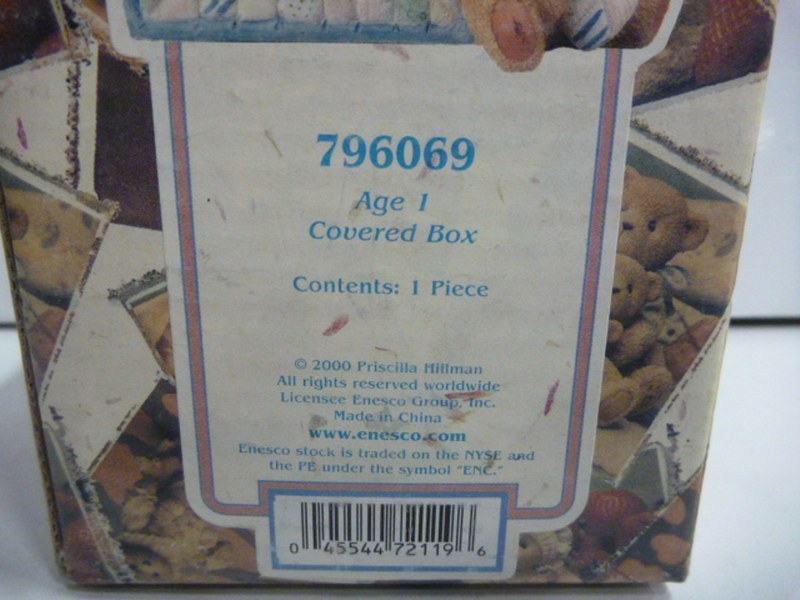 796069
Age 1
Covered Box
Contents: 1 Piece
© 2000 Priscilla Hillman
All rights reserved worldwide
Licensee Enesco Group, Inc.
Made in China
www.enesco.com
Enesco stock is traded on the NYSE and
the PE under the symbol "ENC."
0 45544 72119 6